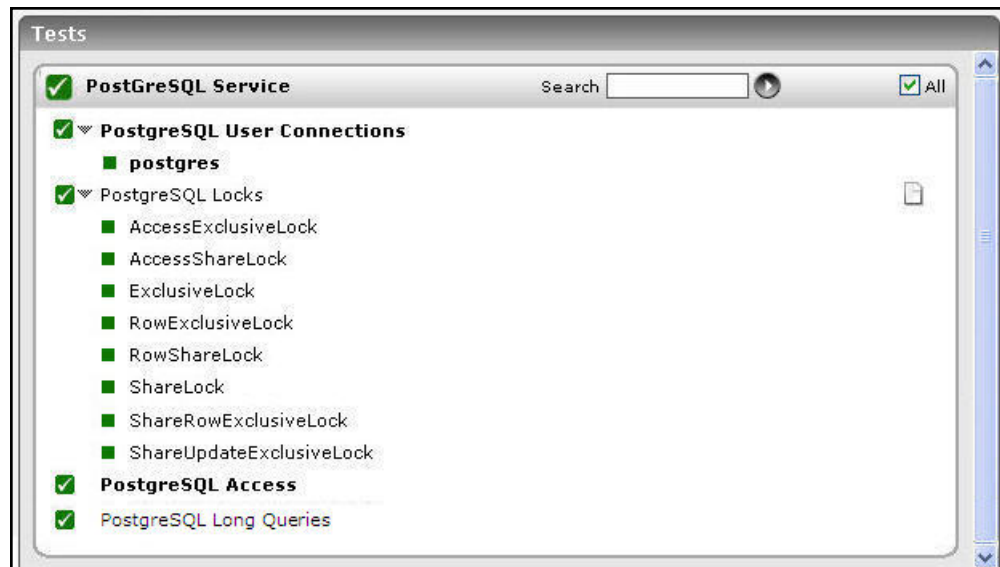 Tests
PostGreSQL Service Search All
PostgreSQL User Connections
postgres
PostgreSQL Locks
AccessExclusiveLock
AccessShareLock
ExclusiveLock
RowExclusiveLock
RowShareLock
ShareLock
ShareRowExclusiveLock
ShareUpdateExclusiveLock
PostgreSQL Access
PostgreSQL Long Queries